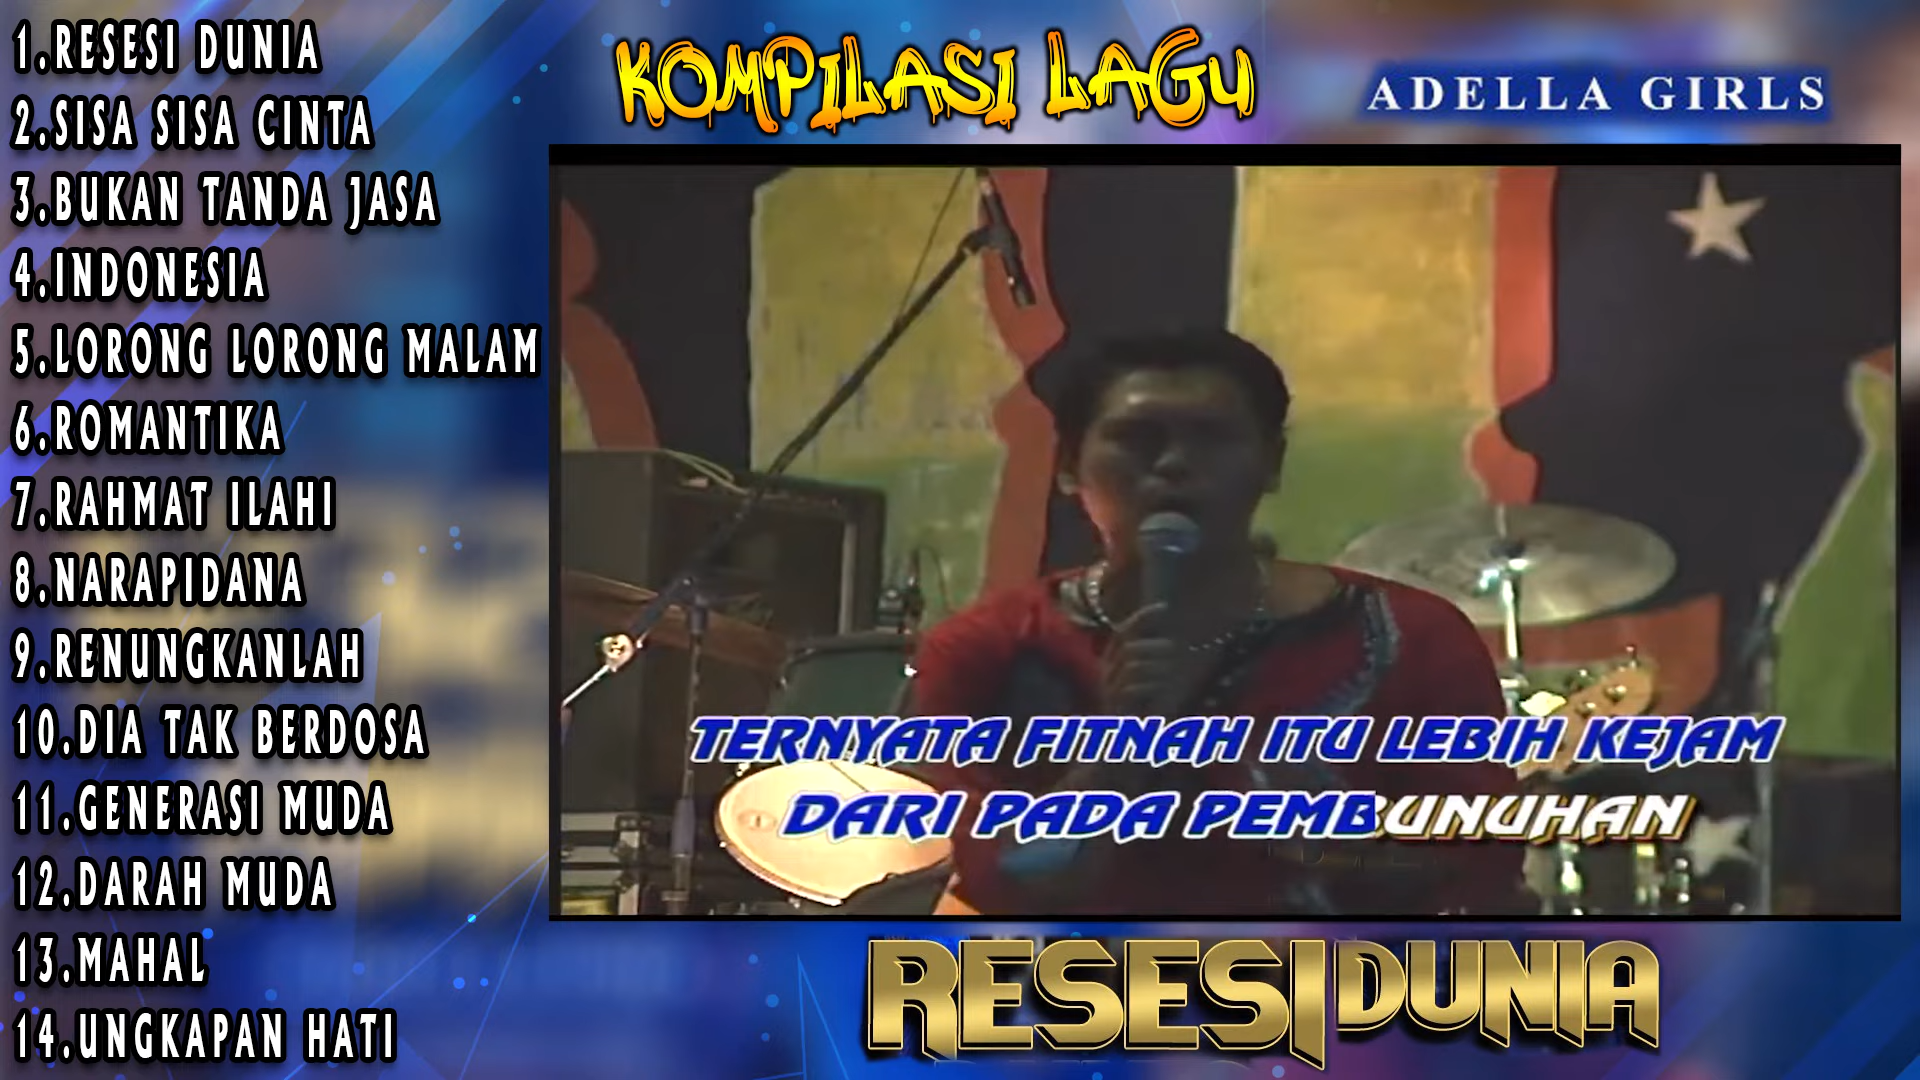 1.RESESI DUNIA
2.SISA SISA CINTA
3.BUKAN TANDA JASA
4.INDONESIA
5.LORONG LORONG MALAM
6.ROMANTIKA
7.RAHMAT ILAHI
8.NARAPIDANA
9.RENUNGKANLAH
10.DIA TAK BERDOSA
11.GENERASI MUDA
12.DARAH MUDA
13.MAHAL
14.UNGKAPAN HATI
KOMPILASI LAGU
ADELLA GIRLS
TERNYATA FITNAH ITU LEBIH KEJAM
DARI PADA PEMBUNUHAN
RESESI DUNIA